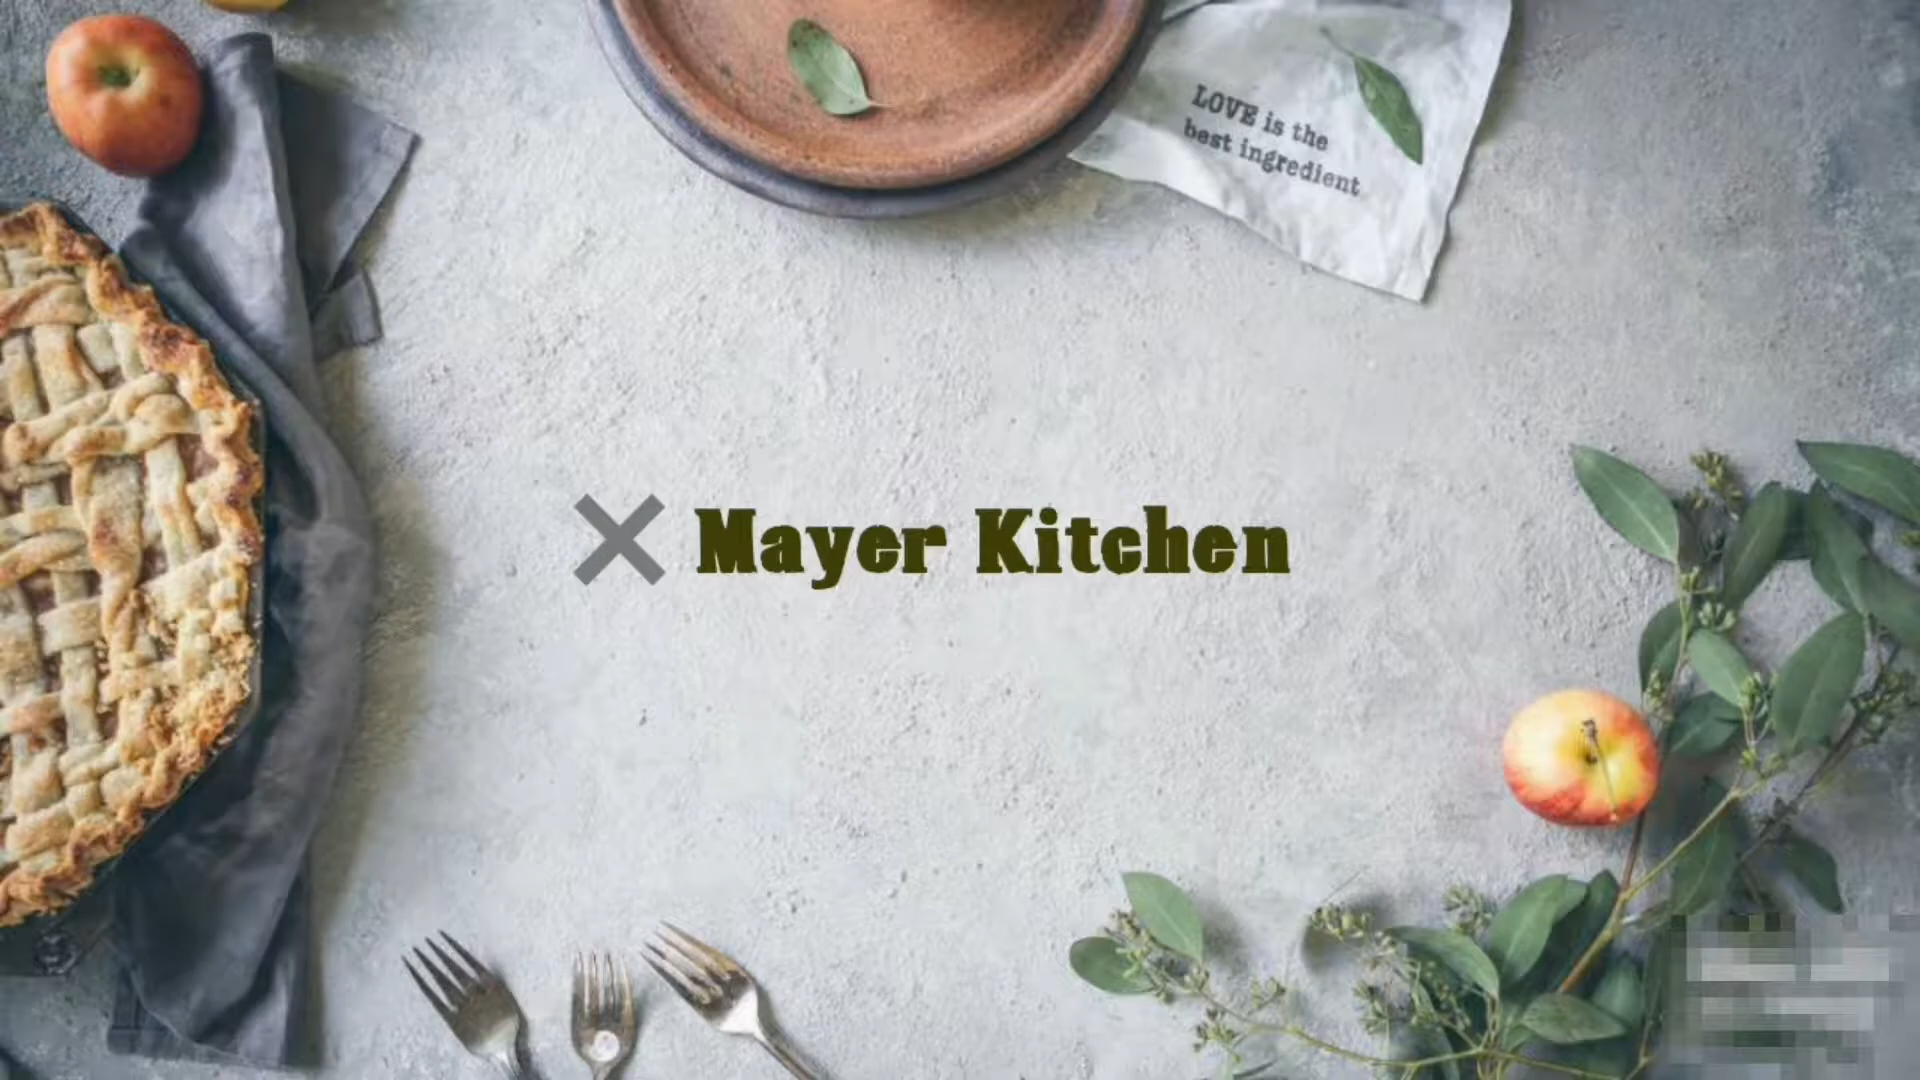 LOVE is the
best ingredient
Mayer Kitchen